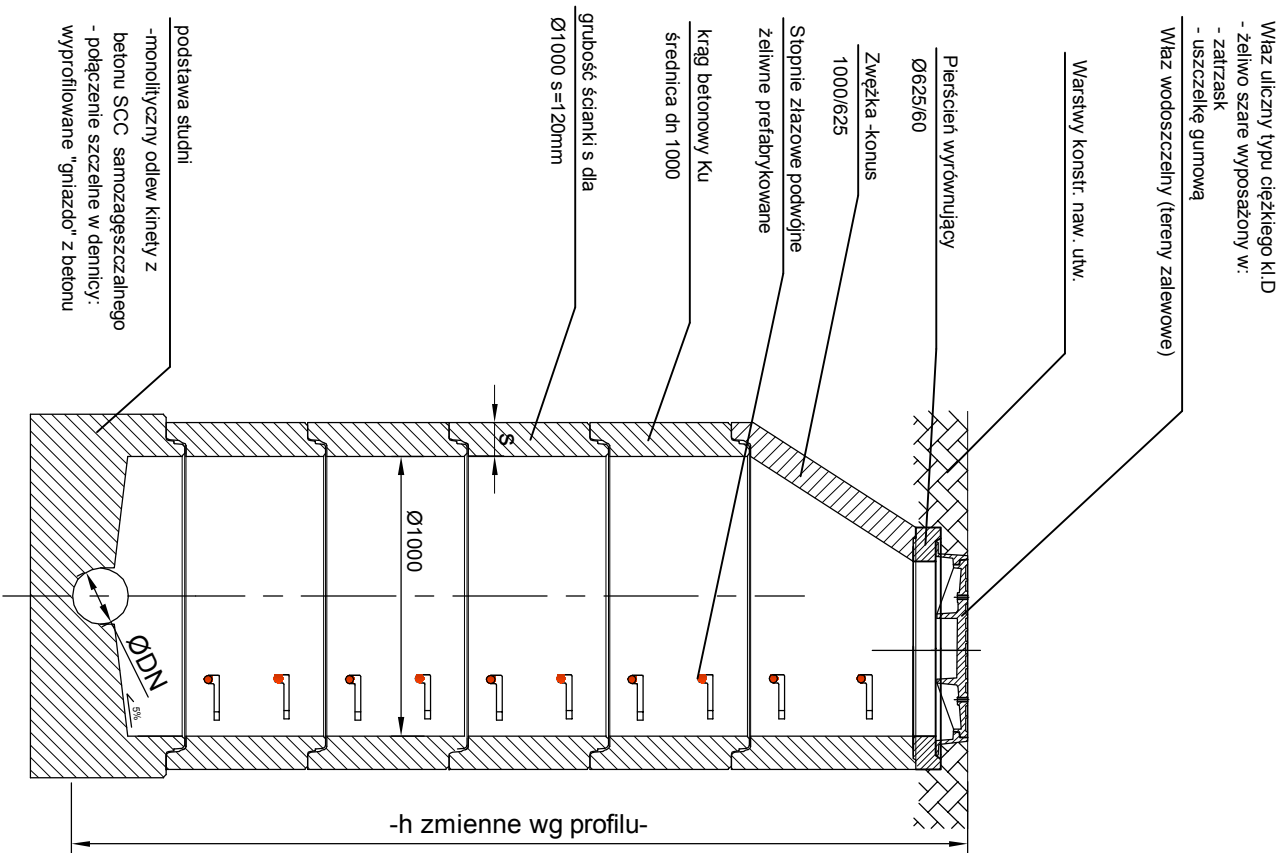 Właz uliczny typu ciężkiego kl.D
- żeliwo szare wyposażony w:
- zatrzask
- uszczelkę gumową
Właz wodoszczelny (tereny zalewowe)
Warstwy konstr. naw. utw.
Pierścień wyrównujący
Ø625/60
Zwężka -konus
1000/625
Stopnie złazowe podwójne
żeliwne prefabrykowane
krąg betonowy Ku
średnica dn 1000
grubość ścianki s dla
Ø1000 s=120mm
podstawa studni
-monolityczny odlew kinety z
betonu SCC samozagęszczalnego
- połączenie szczelne w dennicy:
wyprofilowane "gniazdo" z betonu
s
Ø1000
ØDN
5%
-h zmienne wg profilu-